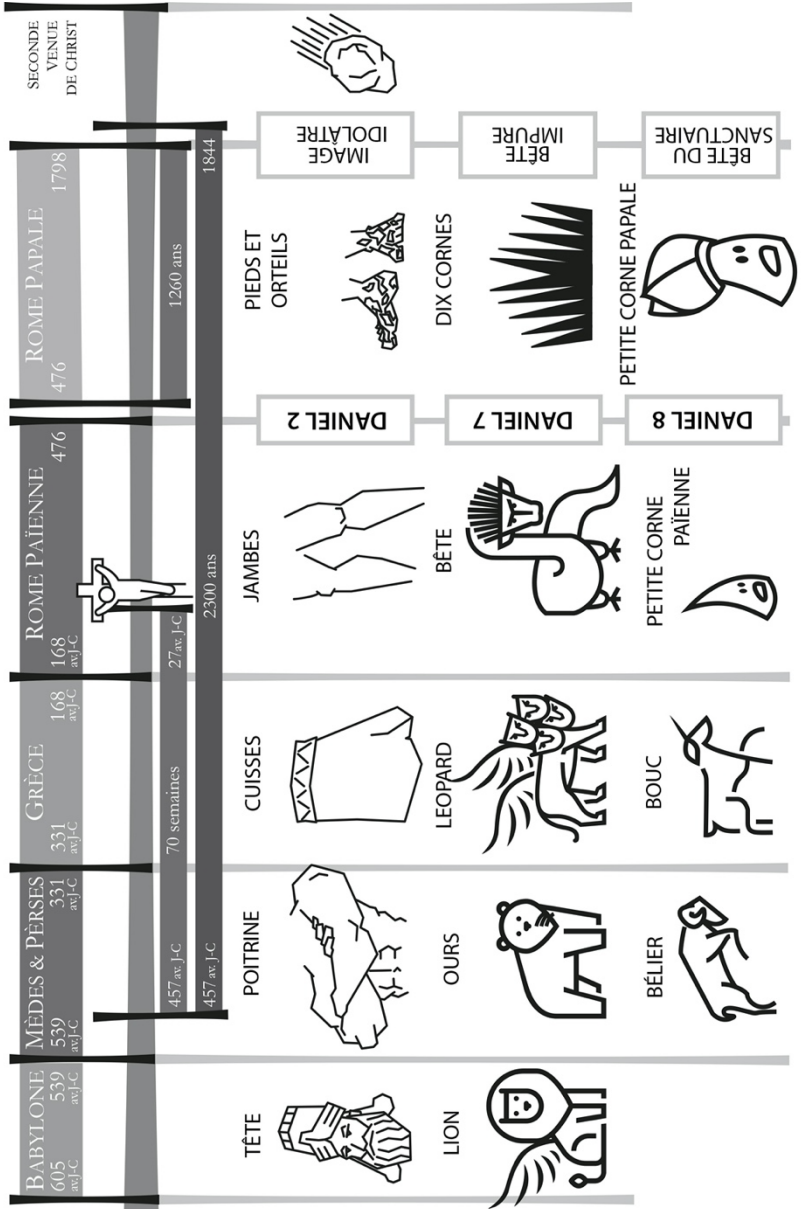 BABYLONE
605
av.J-C
539
av.J-C
MÈDES & PÈRSES
539
av.J-C
331
av.J-C
GRÈCE
331
av.J-C
168
av.J-C
ROME PAÏENNE
168
av.J-C
476
ROME PAPALE
476
1798
SECONDE
VENUE
DE CHRIST
457 av. J-C
70 semaines
27 av. J-C
1260 ans
457 av. J-C
2300 ans
1844
TÊTE
POITRINE
CUISSES
JAMBES
DANIEL 2
PIEDS ET
ORTEILS
IMAGE
IDOLÂTRE
LION
OURS
LEOPARD
BÊTE
DANIEL 7
DIX CORNES
BÊTE
IMPURE
BÉLIER
BOUC
PETITE CORNE
PAÏENNE
DANIEL 8
PETITE CORNE PAPALE
BÊTE DU
SANCTUAIRE